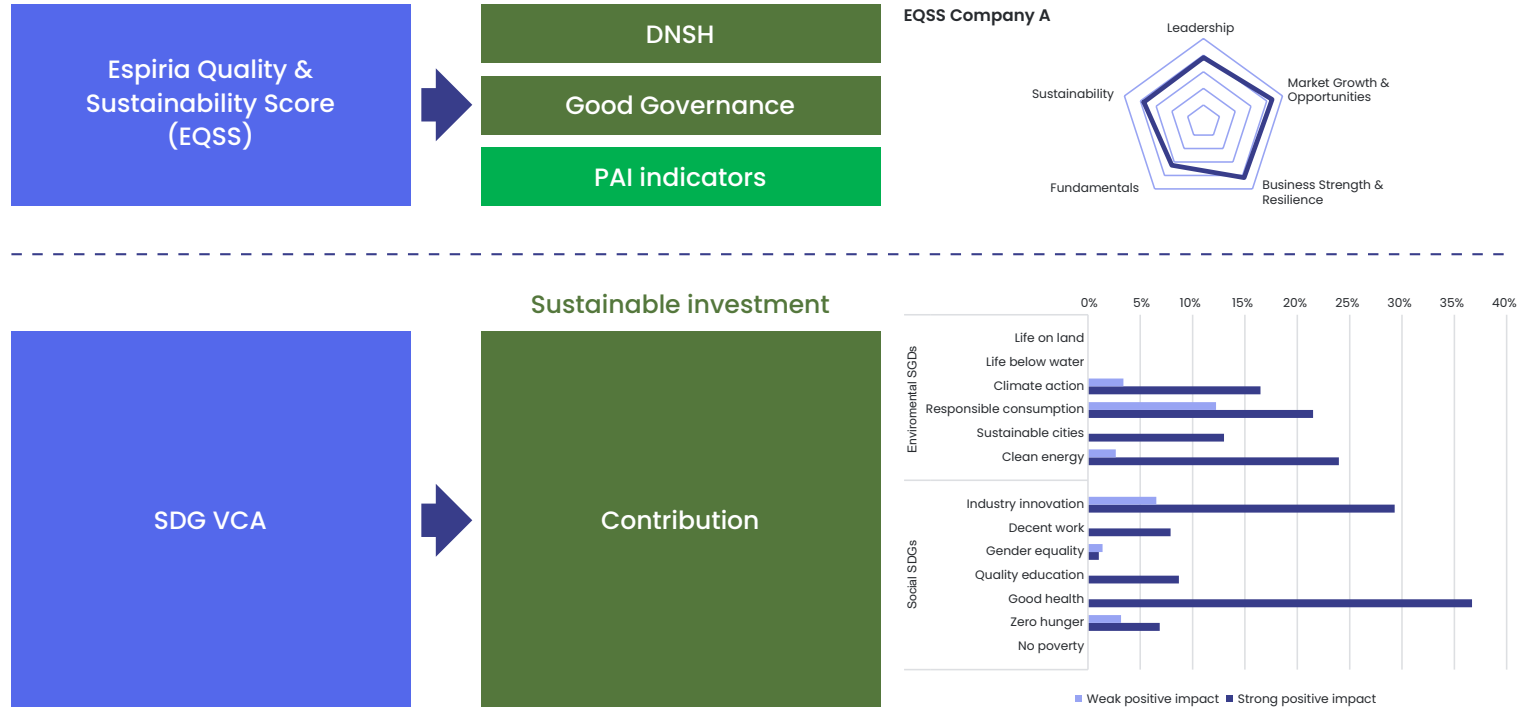 Espiria Quality &
Sustainability Score
(EQSS)
DNSH
Good Governance
PAI indicators
EQSS Company A
Leadership
Market Growth &
Opportunities
Business Strength &
Resilience
Fundamentals
Sustainability
SDG VCA
Sustainable investment
Contribution
0% 5% 10% 15% 20% 25% 30% 35% 40%
Enviromental SGDs
Life on land
Life below water
Climate action
Responsible consumption
Sustainable cities
Clean energy
Social SDGs
Industry innovation
Decent work
Gender equality
Quality education
Good health
Zero hunger
No poverty
Weak positive impact Strong positive impact